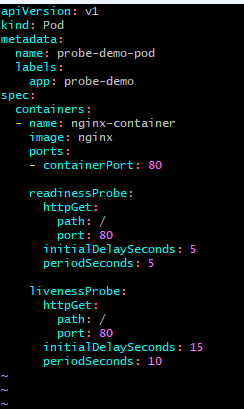 apiVersion: v1
kind: Pod
metadata:
  name: probe-demo-pod
  labels:
    app: probe-demo
spec:
  containers:
  - name: nginx-container
    image: nginx
    ports:
    - containerPort: 80

    readinessProbe:
      httpGet:
        path: /
        port: 80
      initialDelaySeconds: 5
      periodSeconds: 5

    livenessProbe:
      httpGet:
        path: /
        port: 80
      initialDelaySeconds: 15
      periodSeconds: 10
~
~
~